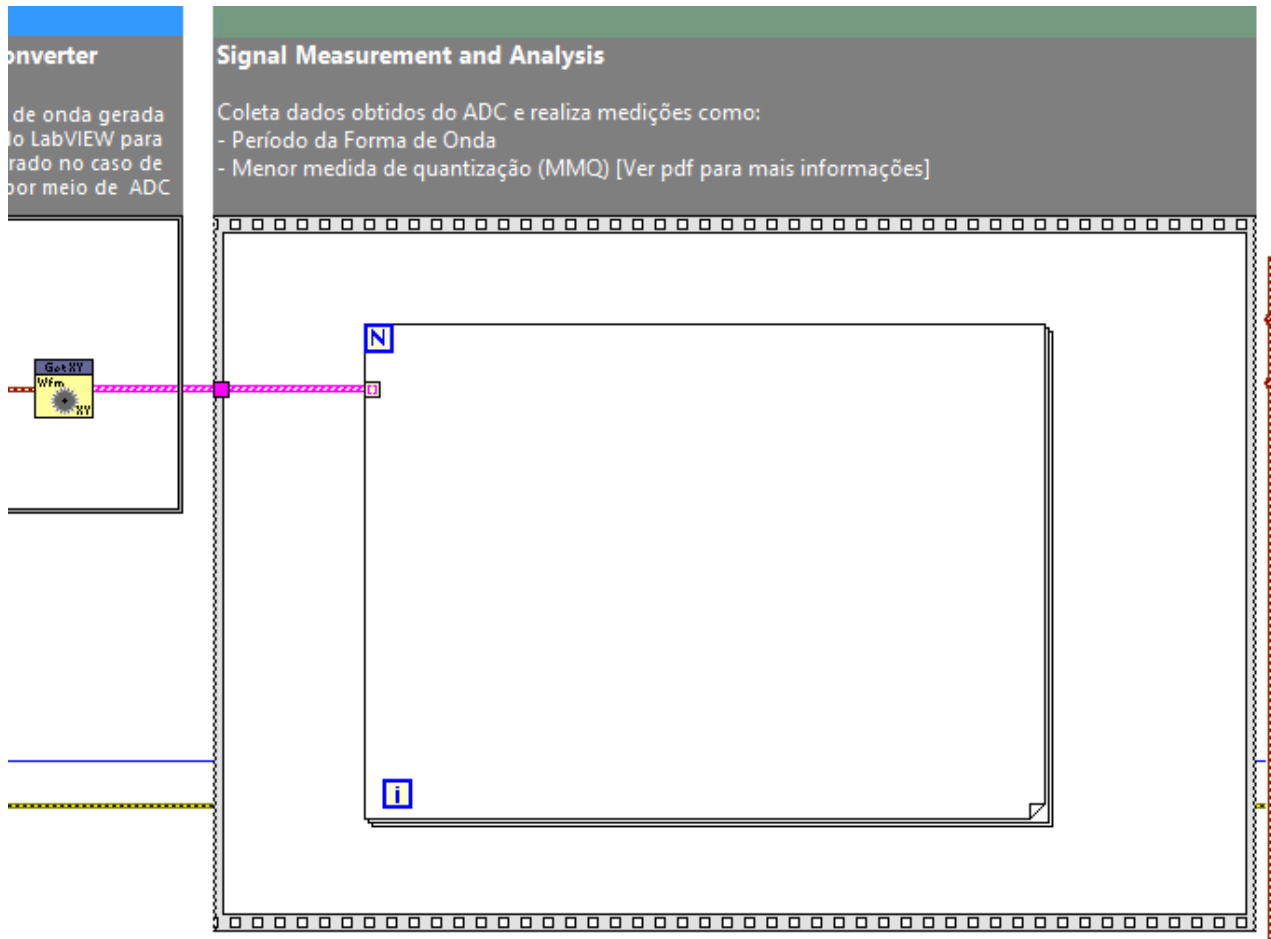 onverter
de onda gerada
lo LabVIEW para
rado no caso de
por meio de ADC
Signal Measurement and Analysis
Coleta dados obtidos do ADC e realiza medições como:
- Período da Forma de Onda
- Menor medida de quantização (MMQ) [Ver pdf para mais informações]
Get XY
Wfm
XY
N
[]
i